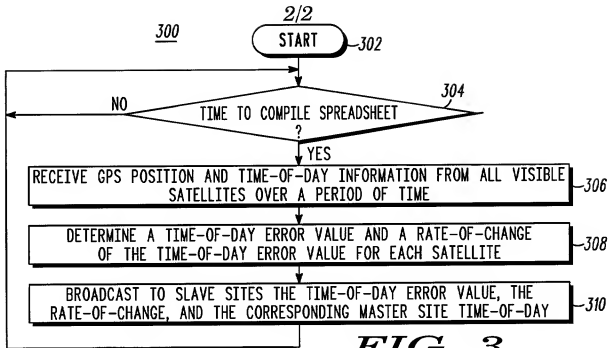 2/2
300
START
302
304
NO
TIME TO COMPILE SPREADSHEET
?
YES
RECEIVE GPS POSITION AND TIME-OF-DAY INFORMATION FROM ALL VISIBLE
SATELLITES OVER A PERIOD OF TIME
306
DETERMINE A TIME-OF-DAY ERROR VALUE AND A RATE-OF-CHANGE
OF THE TIME-OF-DAY ERROR VALUE FOR EACH SATELLITE
308
BROADCAST TO SLAVE SITES THE TIME-OF-DAY ERROR VALUE, THE
RATE-OF-CHANGE, AND THE CORRESPONDING MASTER SITE TIME-OF-DAY
310
FIG. 3